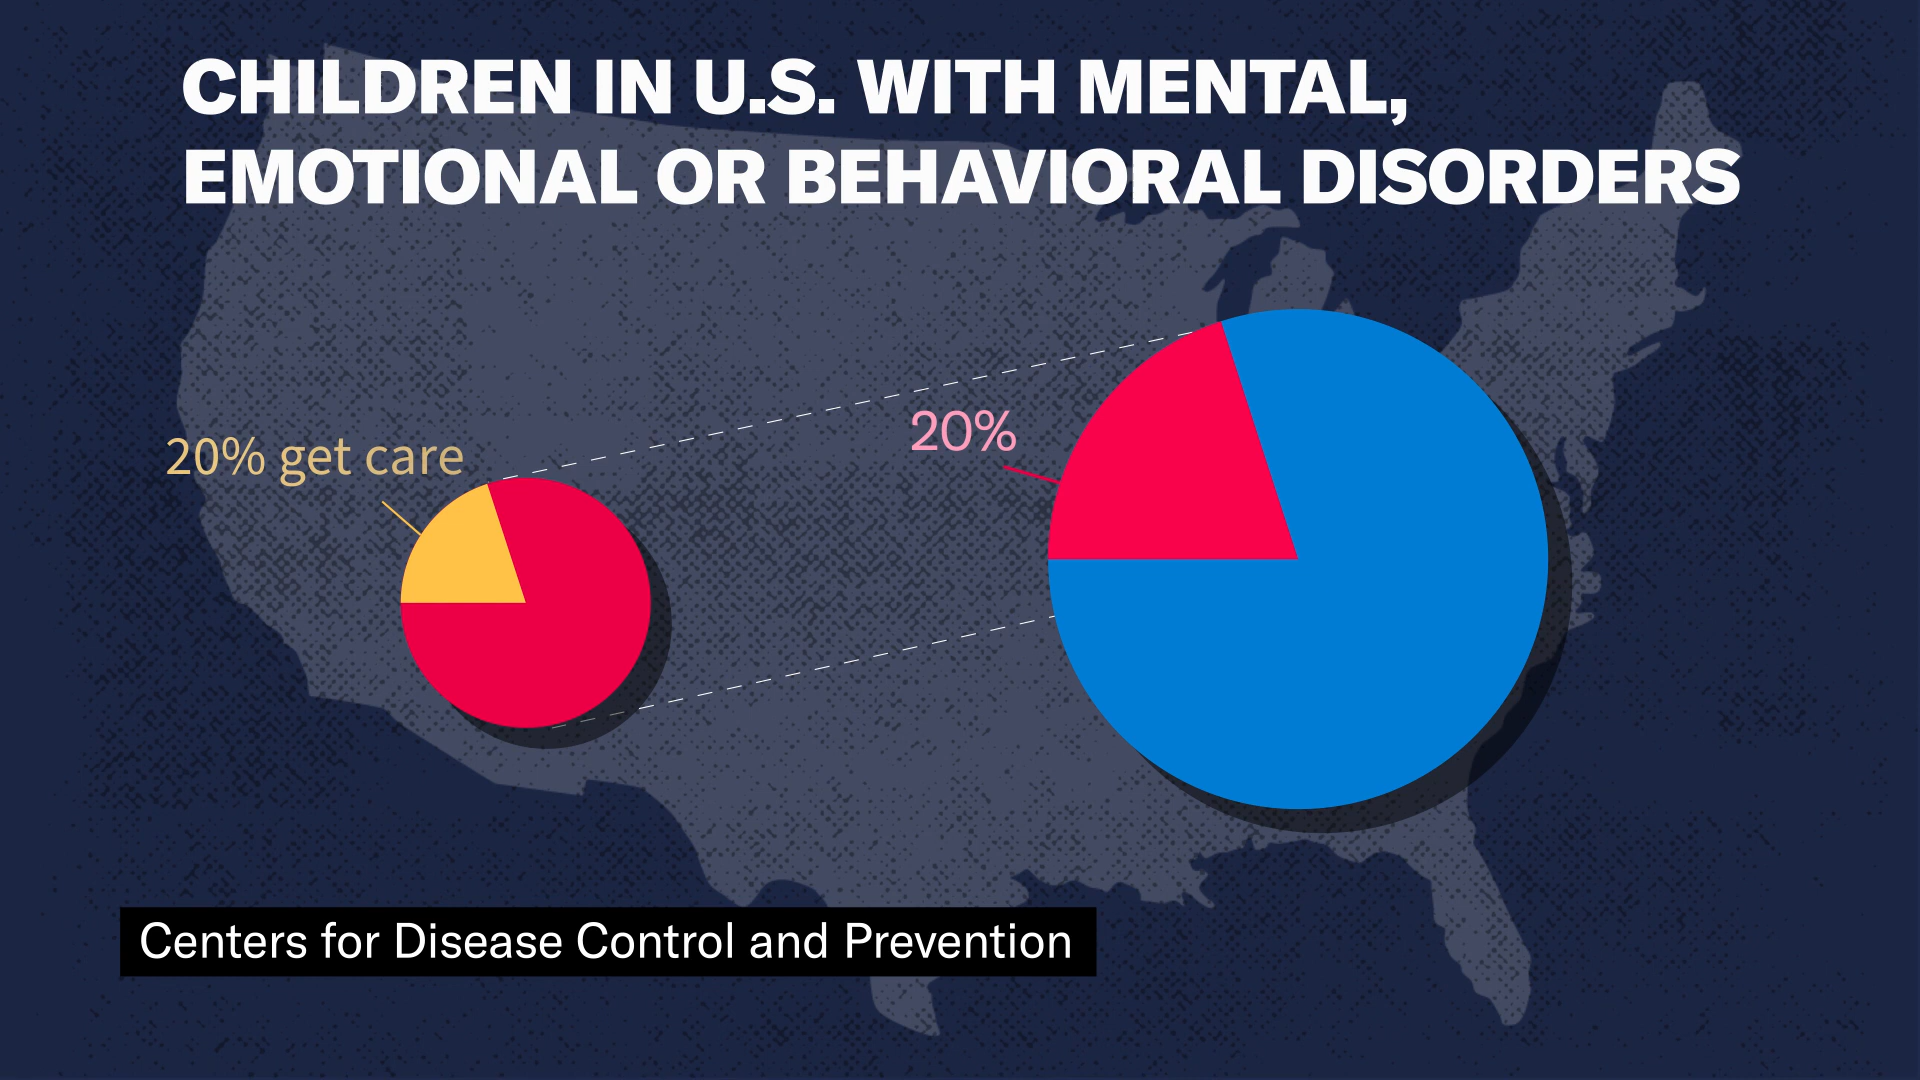 CHILDREN IN U.S. WITH MENTAL,
EMOTIONAL OR BEHAVIORAL DISORDERS
20%
20% get care
Centers for Disease Control and Prevention